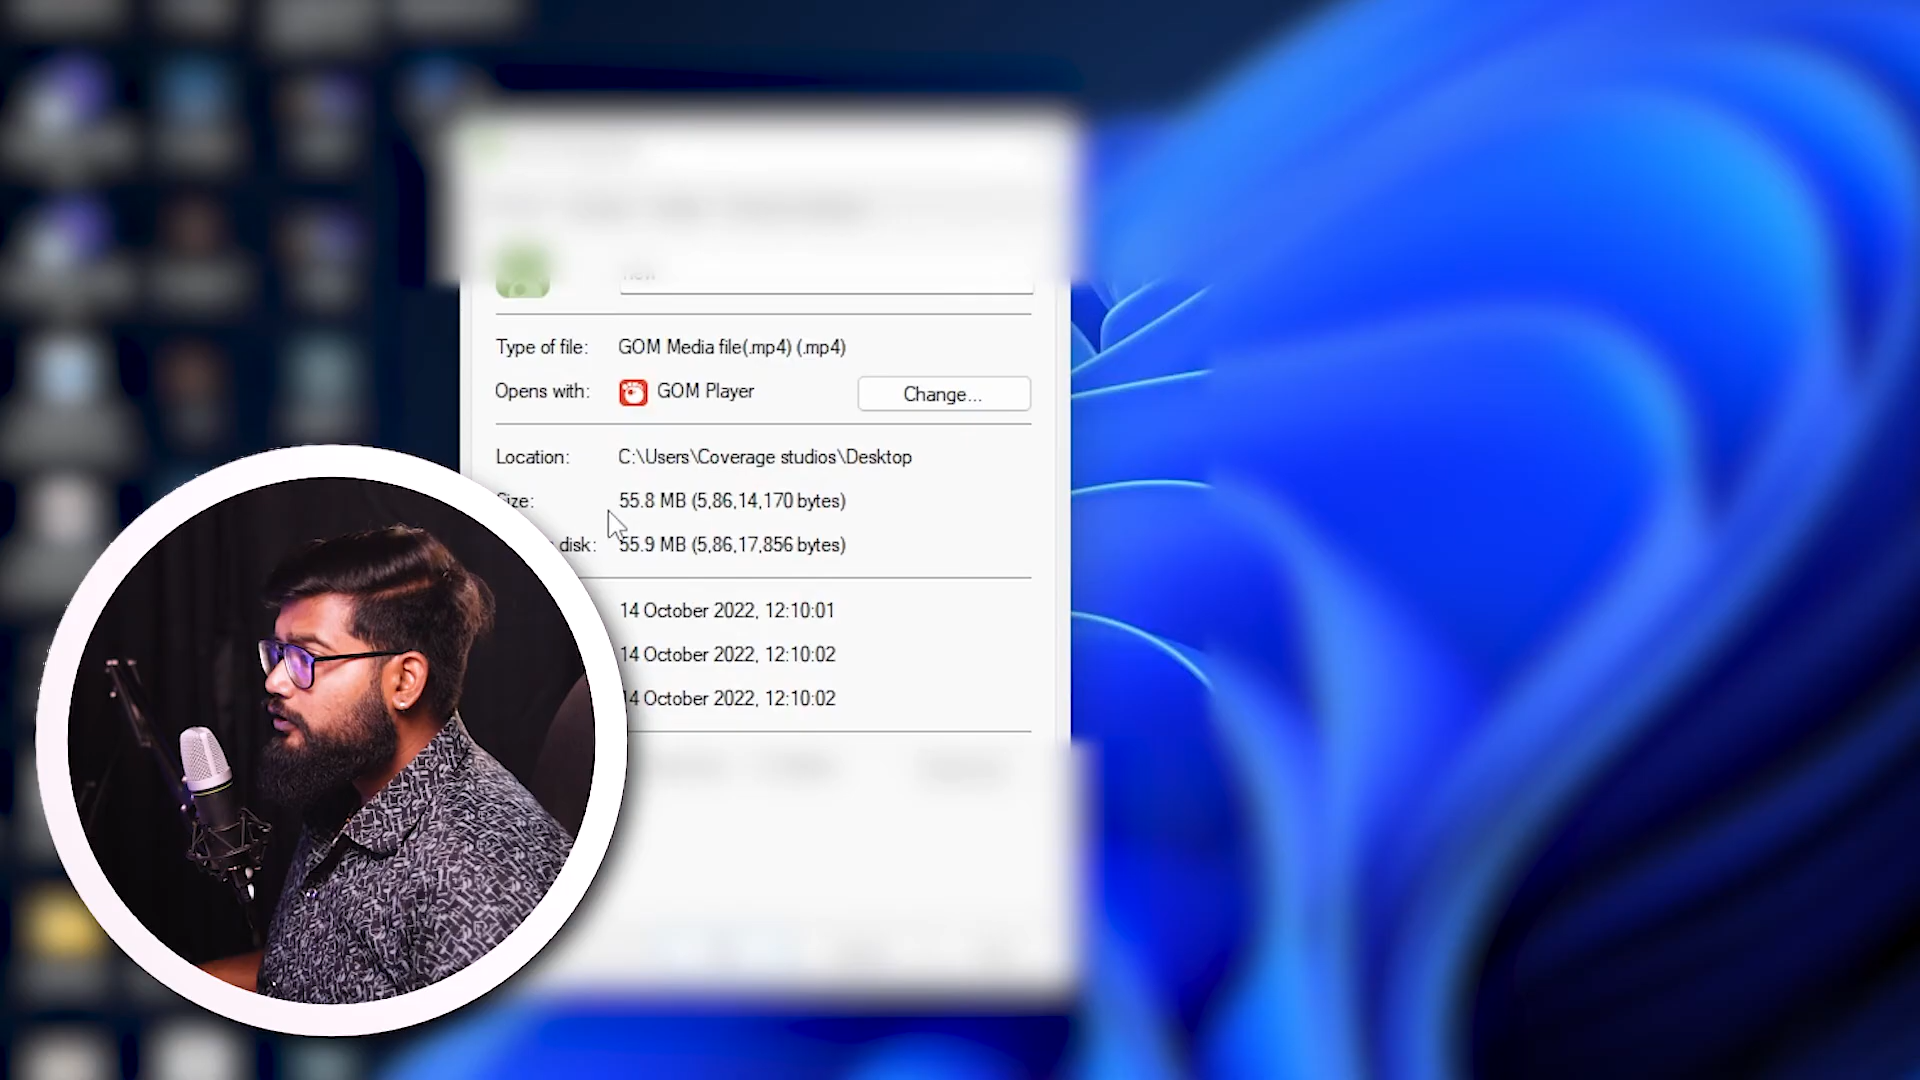 Type of file: GOM Media file(.mp4) (.mp4)
Opens with: GOM Player Change...
Location: C:\Users\Coverage studios\Desktop
Size: 55.8 MB (5,86,14,170 bytes)
disk: 55.9 MB (5,86,17,856 bytes)
14 October 2022, 12:10:01
14 October 2022, 12:10:02
14 October 2022, 12:10:02